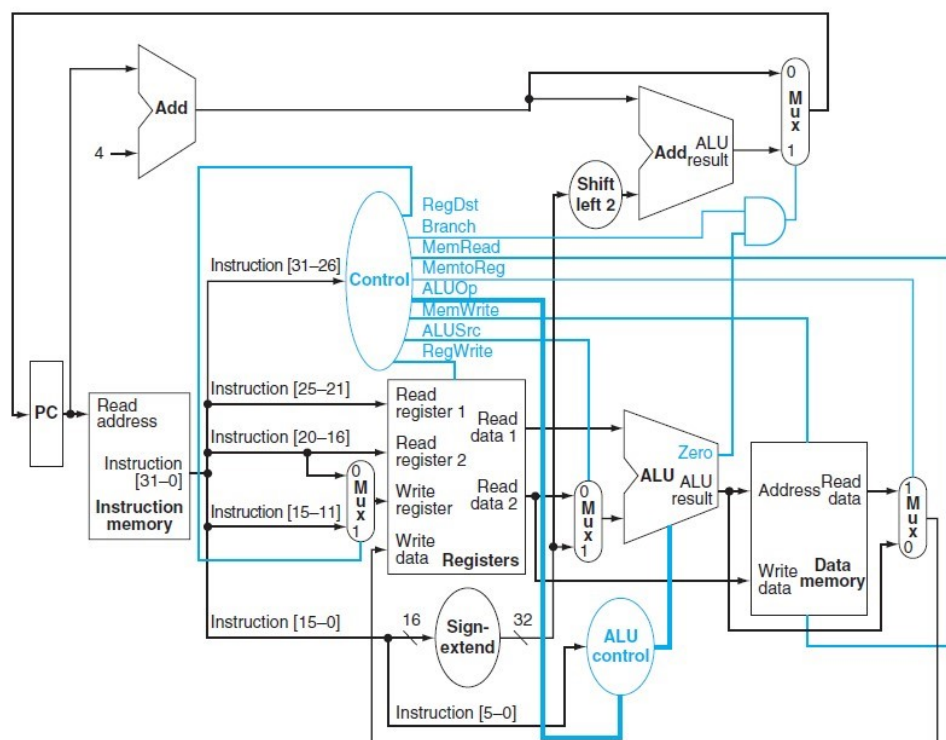 0
M
u
x
1
Add
4
Add ALU
result
Shift
left 2
RegDst
Branch
MemRead
MemtoReg
ALUOp
MemWrite
ALUSrc
RegWrite
Control
Instruction [31–26]
Instruction [25–21]
Instruction [20–16]
Instruction [15–11]
Instruction [15–0]
Instruction [5–0]
PC
Read
address
Instruction
[31–0]
Instruction
memory
0
M
u
x
1
Read
register 1
Read
register 2
Write
register
Write
data
Read
data 1
Read
data 2
Registers
16
Sign-
extend
32
0
M
u
x
1
Zero
ALU ALU
result
ALU
control
Address
Read
data
Write
data
Data
memory
1
M
u
x
0